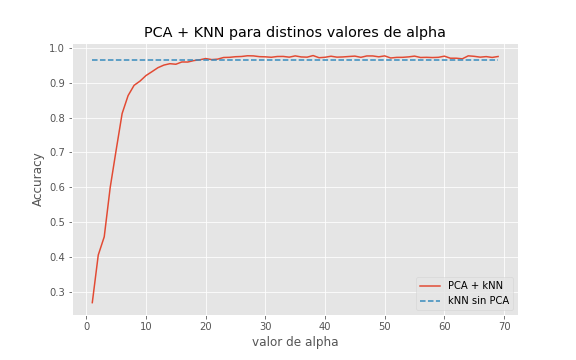 PCA + KNN para distinos valores de alpha
1.0
0.9
0.8
0.7
0.6
0.5
0.4
0.3
Accuracy
0 10 20 30 40 50 60 70
valor de alpha
PCA + kNN
kNN sin PCA